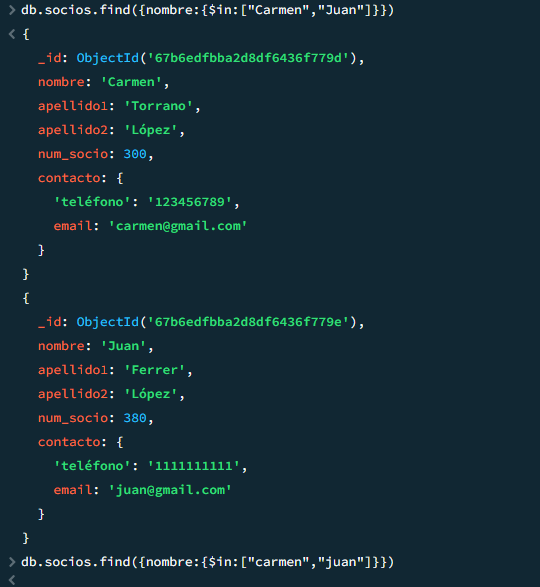 > db.socios.find({nombre:{$in:["Carmen","Juan"]}})
< {
_id: ObjectId('67b6edfbba2d8df6436f779d'),
nombre: 'Carmen',
apellido1: 'Torrano',
apellido2: 'López',
num_socio: 300,
contacto: {
'teléfono': '123456789',
email: 'carmen@gmail.com'
}
}
{
_id: ObjectId('67b6edfbba2d8df6436f779e'),
nombre: 'Juan',
apellido1: 'Ferrer',
apellido2: 'López',
num_socio: 380,
contacto: {
'teléfono': '1111111111',
email: 'juan@gmail.com'
}
}
> db.socios.find({nombre:{$in:["carmen","juan"]}})
<